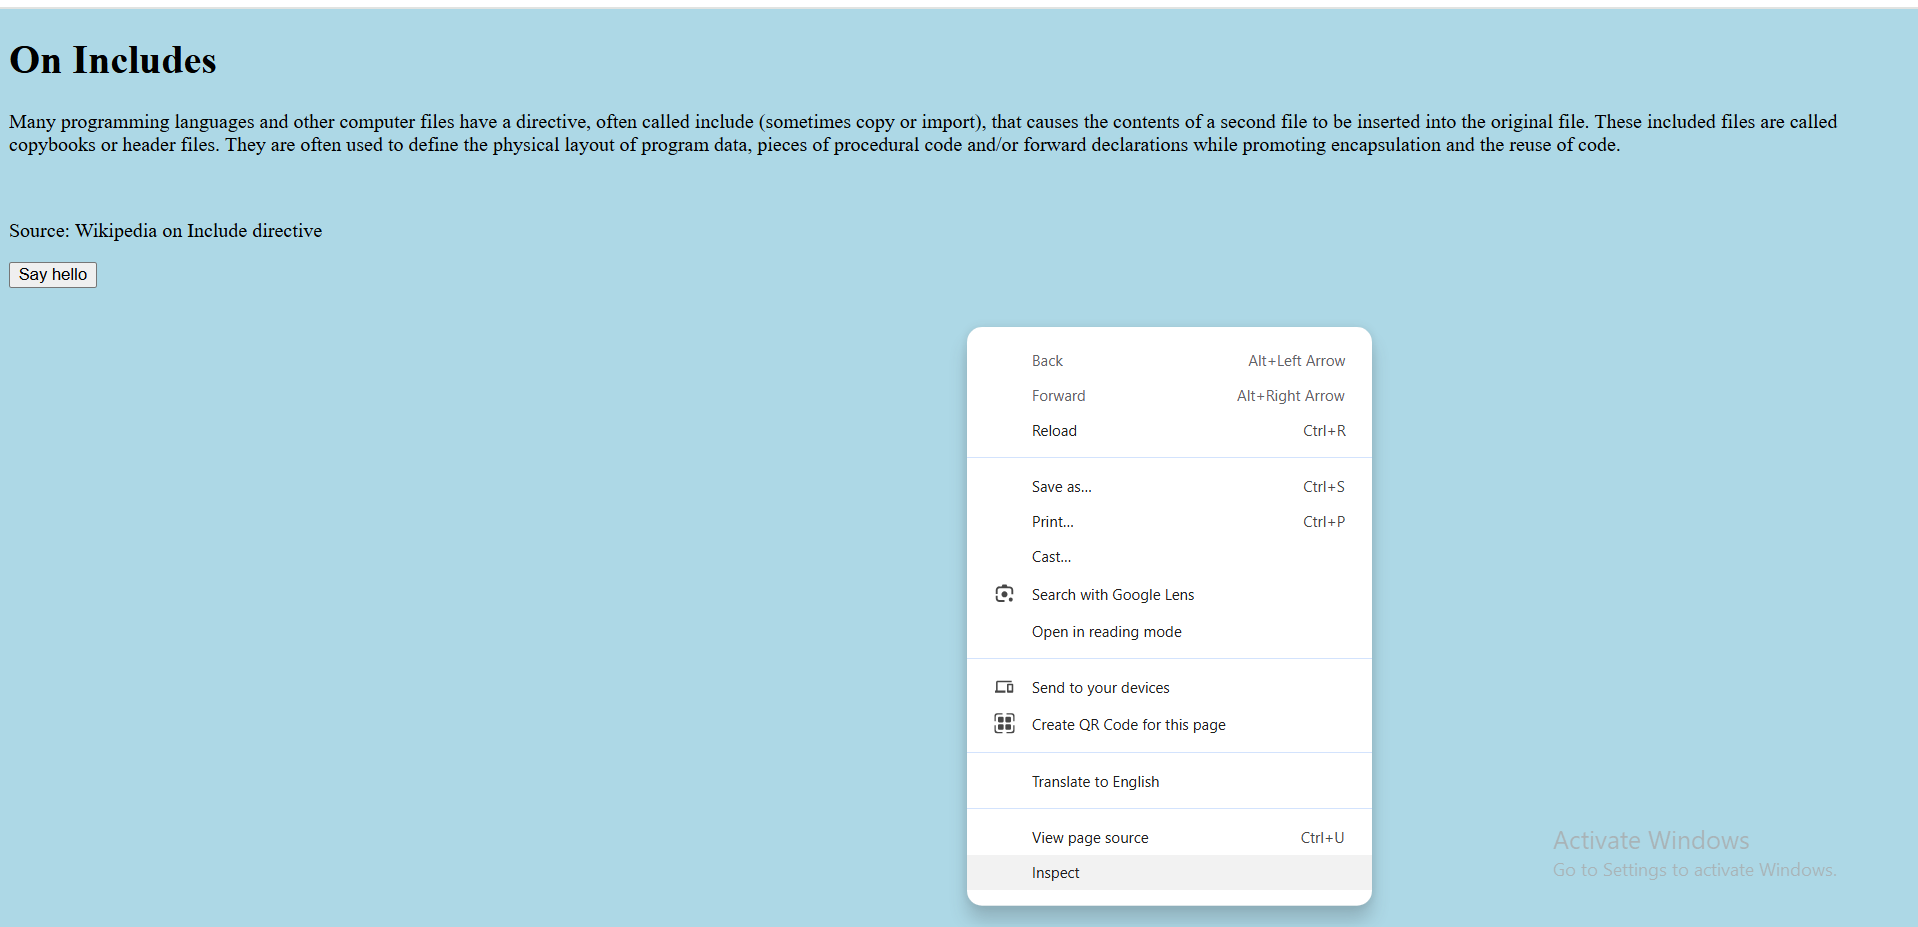 On Includes
Many programming languages and other computer files have a directive, often called include (sometimes copy or import), that causes the contents of a second file to be inserted into the original file. These included files are called
copybooks or header files. They are often used to define the physical layout of program data, pieces of procedural code and/or forward declarations while promoting encapsulation and the reuse of code.
Source: Wikipedia on Include directive
Say hello
Back Alt+Left Arrow
Forward Alt+Right Arrow
Reload Ctrl+R
Save as... Ctrl+S
Print... Ctrl+P
Cast...
Search with Google Lens
Open in reading mode
Send to your devices
Create QR Code for this page
Translate to English
View page source Ctrl+U
Inspect
Activate Windows
Go to Settings to activate Windows.